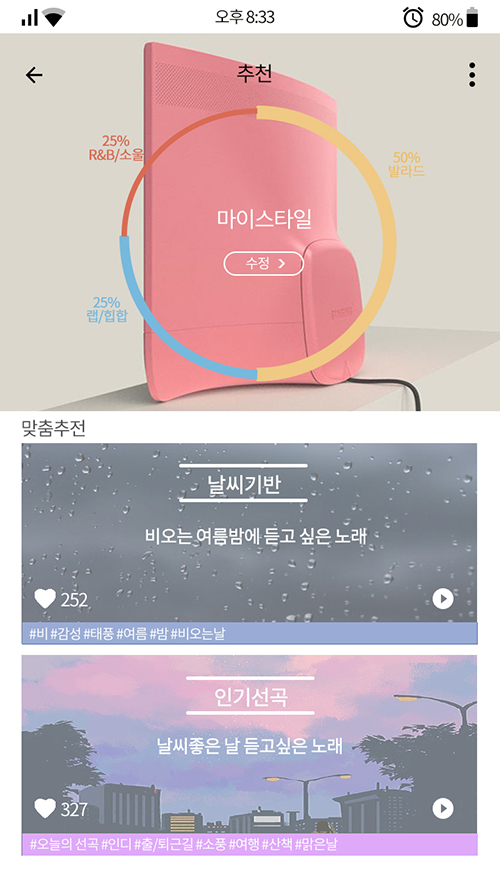 오후 8:33
80%
추천
25%
R&B/소울
50%
발라드
마이스타일
수정 >
25%
랩/힙합
맞춤추천
날씨기반
비오는 여름밤에 듣고 싶은 노래
252
#비 #감성 #태풍 #여름 #밤 #비오는날
인기선곡
날씨좋은 날 듣고싶은 노래
327
#오늘의 선곡 #인디 #출/퇴근길 #소풍 #여행 #산책 #맑은날